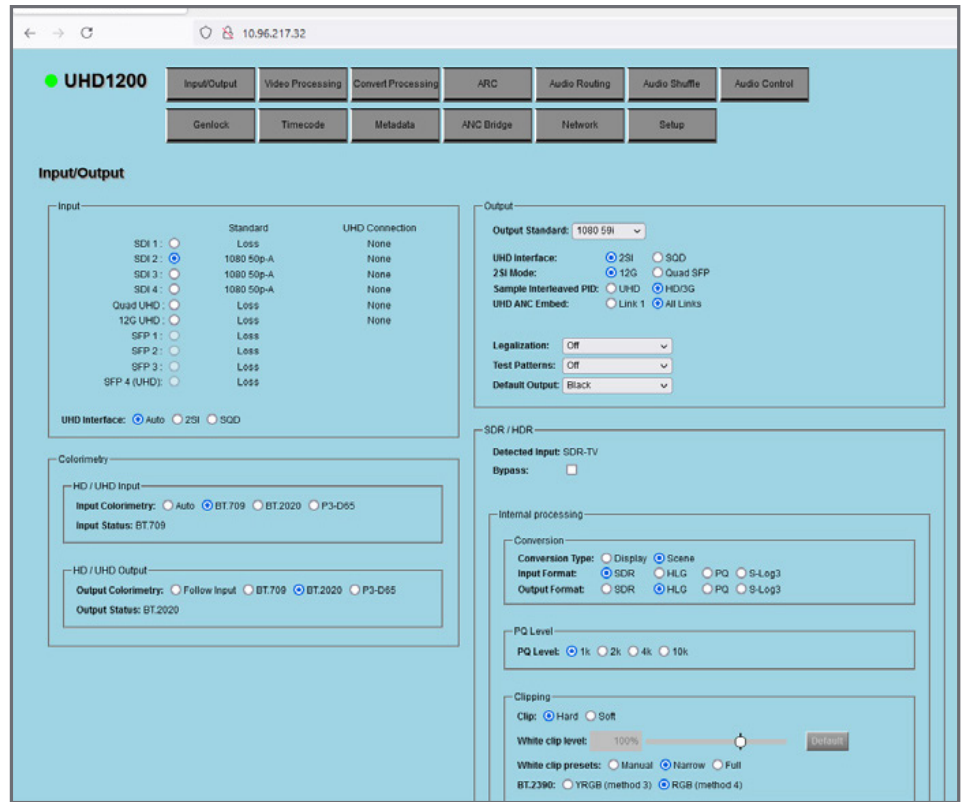 10.96.217.32
UHD1200
Input/Output Video Processing Convert Processing ARC Audio Routing Audio Shuffle Audio Control
Genlock Timecode Metadata ANC Bridge Network Setup
Input/Output
Input
Standard UHD Connection
SDI 1: Loss None
SDI 2: 1080 50p-A None
SDI 3: 1080 50p-A None
SDI 4: 1080 50p-A None
Quad UHD: Loss None
12G UHD: Loss None
SFP 1: Loss
SFP 2: Loss
SFP 3: Loss
SFP 4 (UHD): Loss
UHD Interface: Auto 2SI SQD
Colorimetry
HD / UHD Input
Input Colorimetry: Auto BT.709 BT.2020 P3-D65
Input Status: BT.709
HD / UHD Output
Output Colorimetry: Follow Input BT.709 BT.2020 P3-D65
Output Status: BT.2020
Output
Output Standard: 1080 59i
UHD Interface: 2SI SQD
2SI Mode: 12G Quad SFP
Sample Interleaved PID: UHD HD/3G
UHD ANC Embed: Link 1 All Links
Legalization: Off
Test Patterns: Off
Default Output: Black
SDR / HDR
Detected Input: SDR-TV
Bypass:
Internal processing
Conversion
Conversion Type: Display Scene
Input Format: SDR HLG PQ S-Log3
Output Format: SDR HLG PQ S-Log3
PQ Level
PQ Level: 1k 2k 4k 10k
Clipping
Clip: Hard Soft
White clip level: 100% Default
White clip presets: Manual Narrow Full
BT.2390: YRGB (method 3) RGB (method 4)